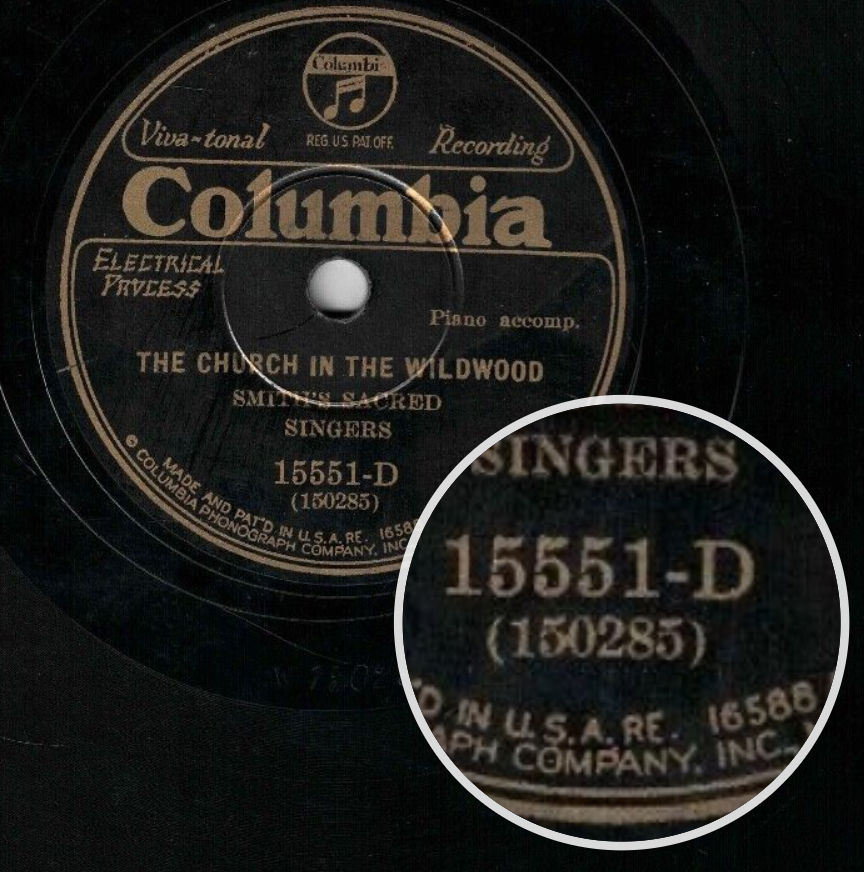 Columbia
Viva-tonal REG. U.S. PAT. OFF. Recording
Columbia
ELECTRICAL
PROCESS
Piano accomp.
THE CHURCH IN THE WILDWOOD
SMITH'S SACRED
SINGERS
15551-D
(150285)
MADE AND PAT'D IN U.S.A. RE. 16588
© COLUMBIA PHONOGRAPH COMPANY, INC.
SINGERS
15551-D
(150285)
'D IN U.S.A. RE. 16588
APH COMPANY, INC.